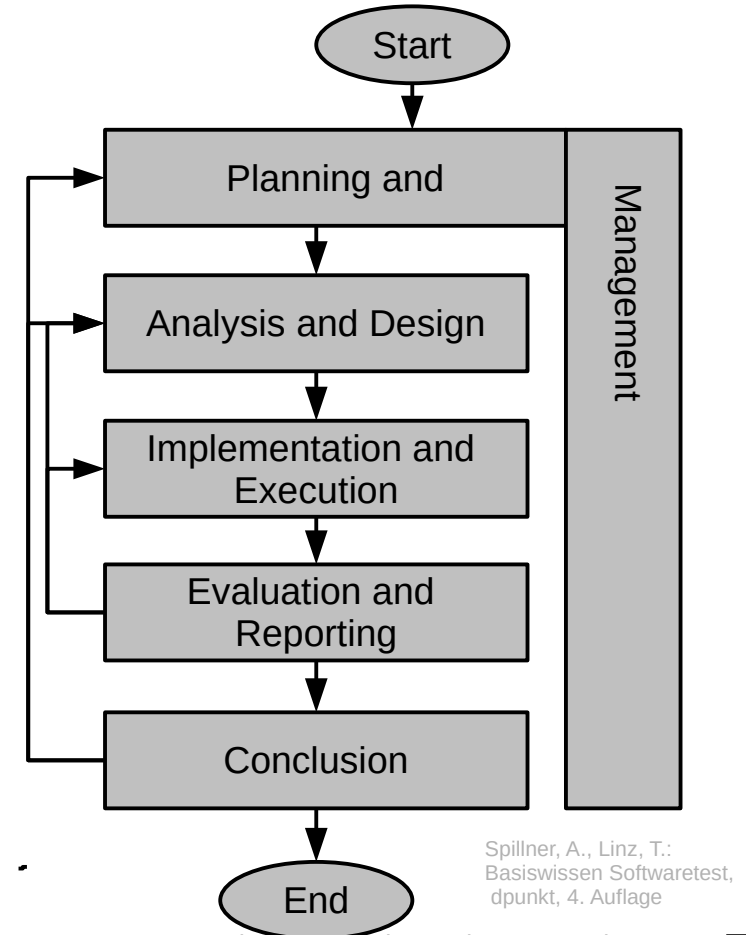 Start
Planning and
Management
Analysis and Design
Implementation and
Execution
Evaluation and
Reporting
Conclusion
End
Spillner, A., Linz, T.:
Basiswissen Softwaretest,
dpunkt, 4. Auflage